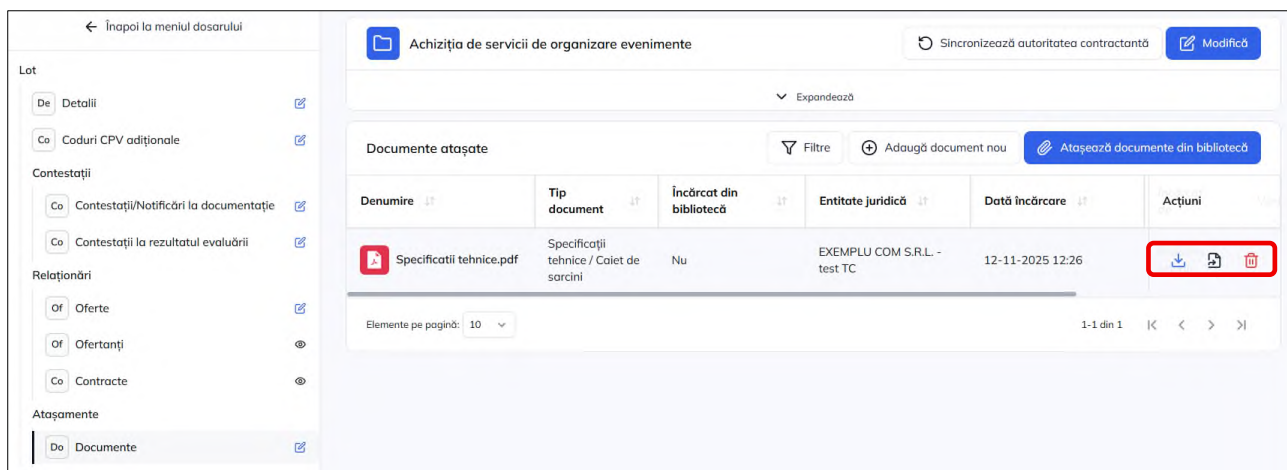 Înapoi la meniul dosarului
Lot
De Detalii
Co Coduri CPV adiționale
Contestații
Co Contestații/Notificări la documentație
Co Contestații la rezultatul evaluării
Relaționări
Of Oferte
Of Ofertanți
Co Contracte
Atașamente
Do Documente
Achiziția de servicii de organizare evenimente
Sincronizează autoritatea contractantă
Modifică
Expandează
Documente atașate
Filtre
Adaugă document nou
Atașează documente din bibliotecă
Denumire
Tip
document
Încărcat din
bibliotecă
Entitate juridică
Dată încărcare
Acțiuni
Specificatii tehnice.pdf
Specificații
tehnice / Caiet de
sarcini
Nu
EXEMPLU COM S.R.L. -
test TC
12-11-2025 12:26
Elemente pe pagină: 10
1-1 din 1